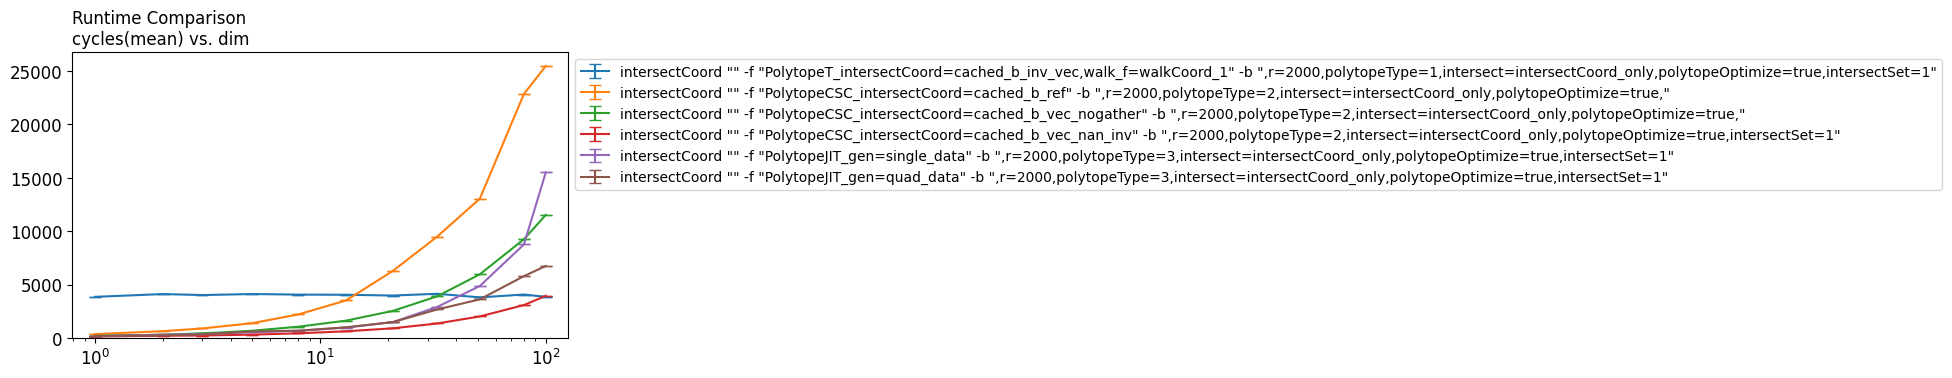 Runtime Comparison
cycles(mean) vs. dim
25000
20000
15000
10000
5000
0
10^0
10^1
10^2
intersectCoord "" -f "PolytopeT_intersectCoord=cached_b_inv_vec,walk_f=walkCoord_1" -b ",r=2000,polytopeType=1,intersect=intersectCoord_only,polytopeOptimize=true,intersectSet=1"
intersectCoord "" -f "PolytopeCSC_intersectCoord=cached_b_ref" -b ",r=2000,polytopeType=2,intersect=intersectCoord_only,polytopeOptimize=true,"
intersectCoord "" -f "PolytopeCSC_intersectCoord=cached_b_vec_nogather" -b ",r=2000,polytopeType=2,intersect=intersectCoord_only,polytopeOptimize=true,"
intersectCoord "" -f "PolytopeCSC_intersectCoord=cached_b_vec_nan_inv" -b ",r=2000,polytopeType=2,intersect=intersectCoord_only,polytopeOptimize=true,intersectSet=1"
intersectCoord "" -f "PolytopeJIT_gen=single_data" -b ",r=2000,polytopeType=3,intersect=intersectCoord_only,polytopeOptimize=true,intersectSet=1"
intersectCoord "" -f "PolytopeJIT_gen=quad_data" -b ",r=2000,polytopeType=3,intersect=intersectCoord_only,polytopeOptimize=true,intersectSet=1"